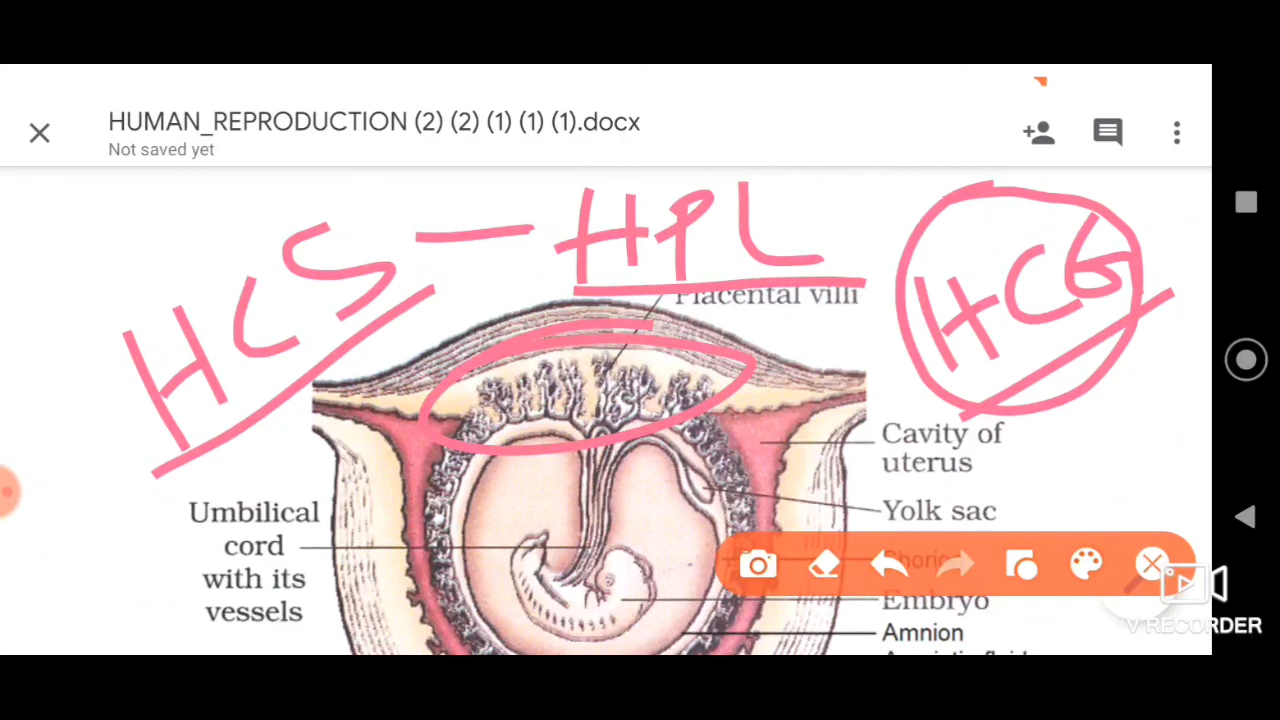 HUMAN_REPRODUCTION (2) (2) (1) (1) (1).docx
Not saved yet
HCS - HPL
HCG
Placental villi
Cavity of
uterus
Yolk sac
Umbilical
cord
with its
vessels
Chorion
Embryo
Amnion
V RECORDER